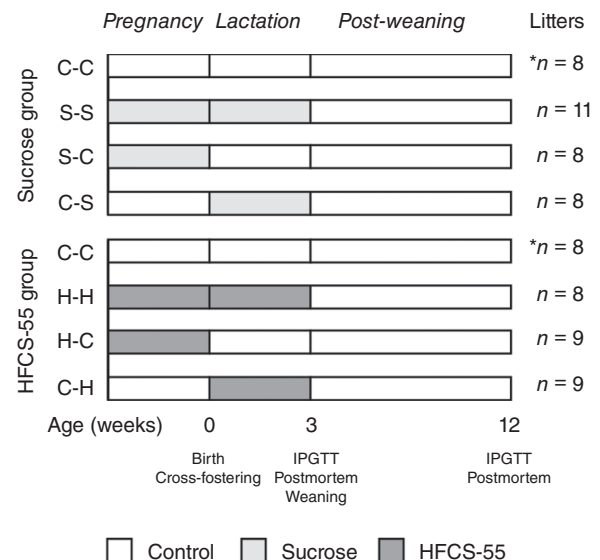 Pregnancy Lactation Post-weaning Litters
Sucrose group
C-C *n = 8
S-S n = 11
S-C n = 8
C-S n = 8
HFCS-55 group
C-C *n = 8
H-H n = 8
H-C n = 9
C-H n = 9
Age (weeks) 0 3 12
Birth IPGTT IPGTT
Cross-fostering Postmortem Postmortem
Weaning
Control Sucrose HFCS-55